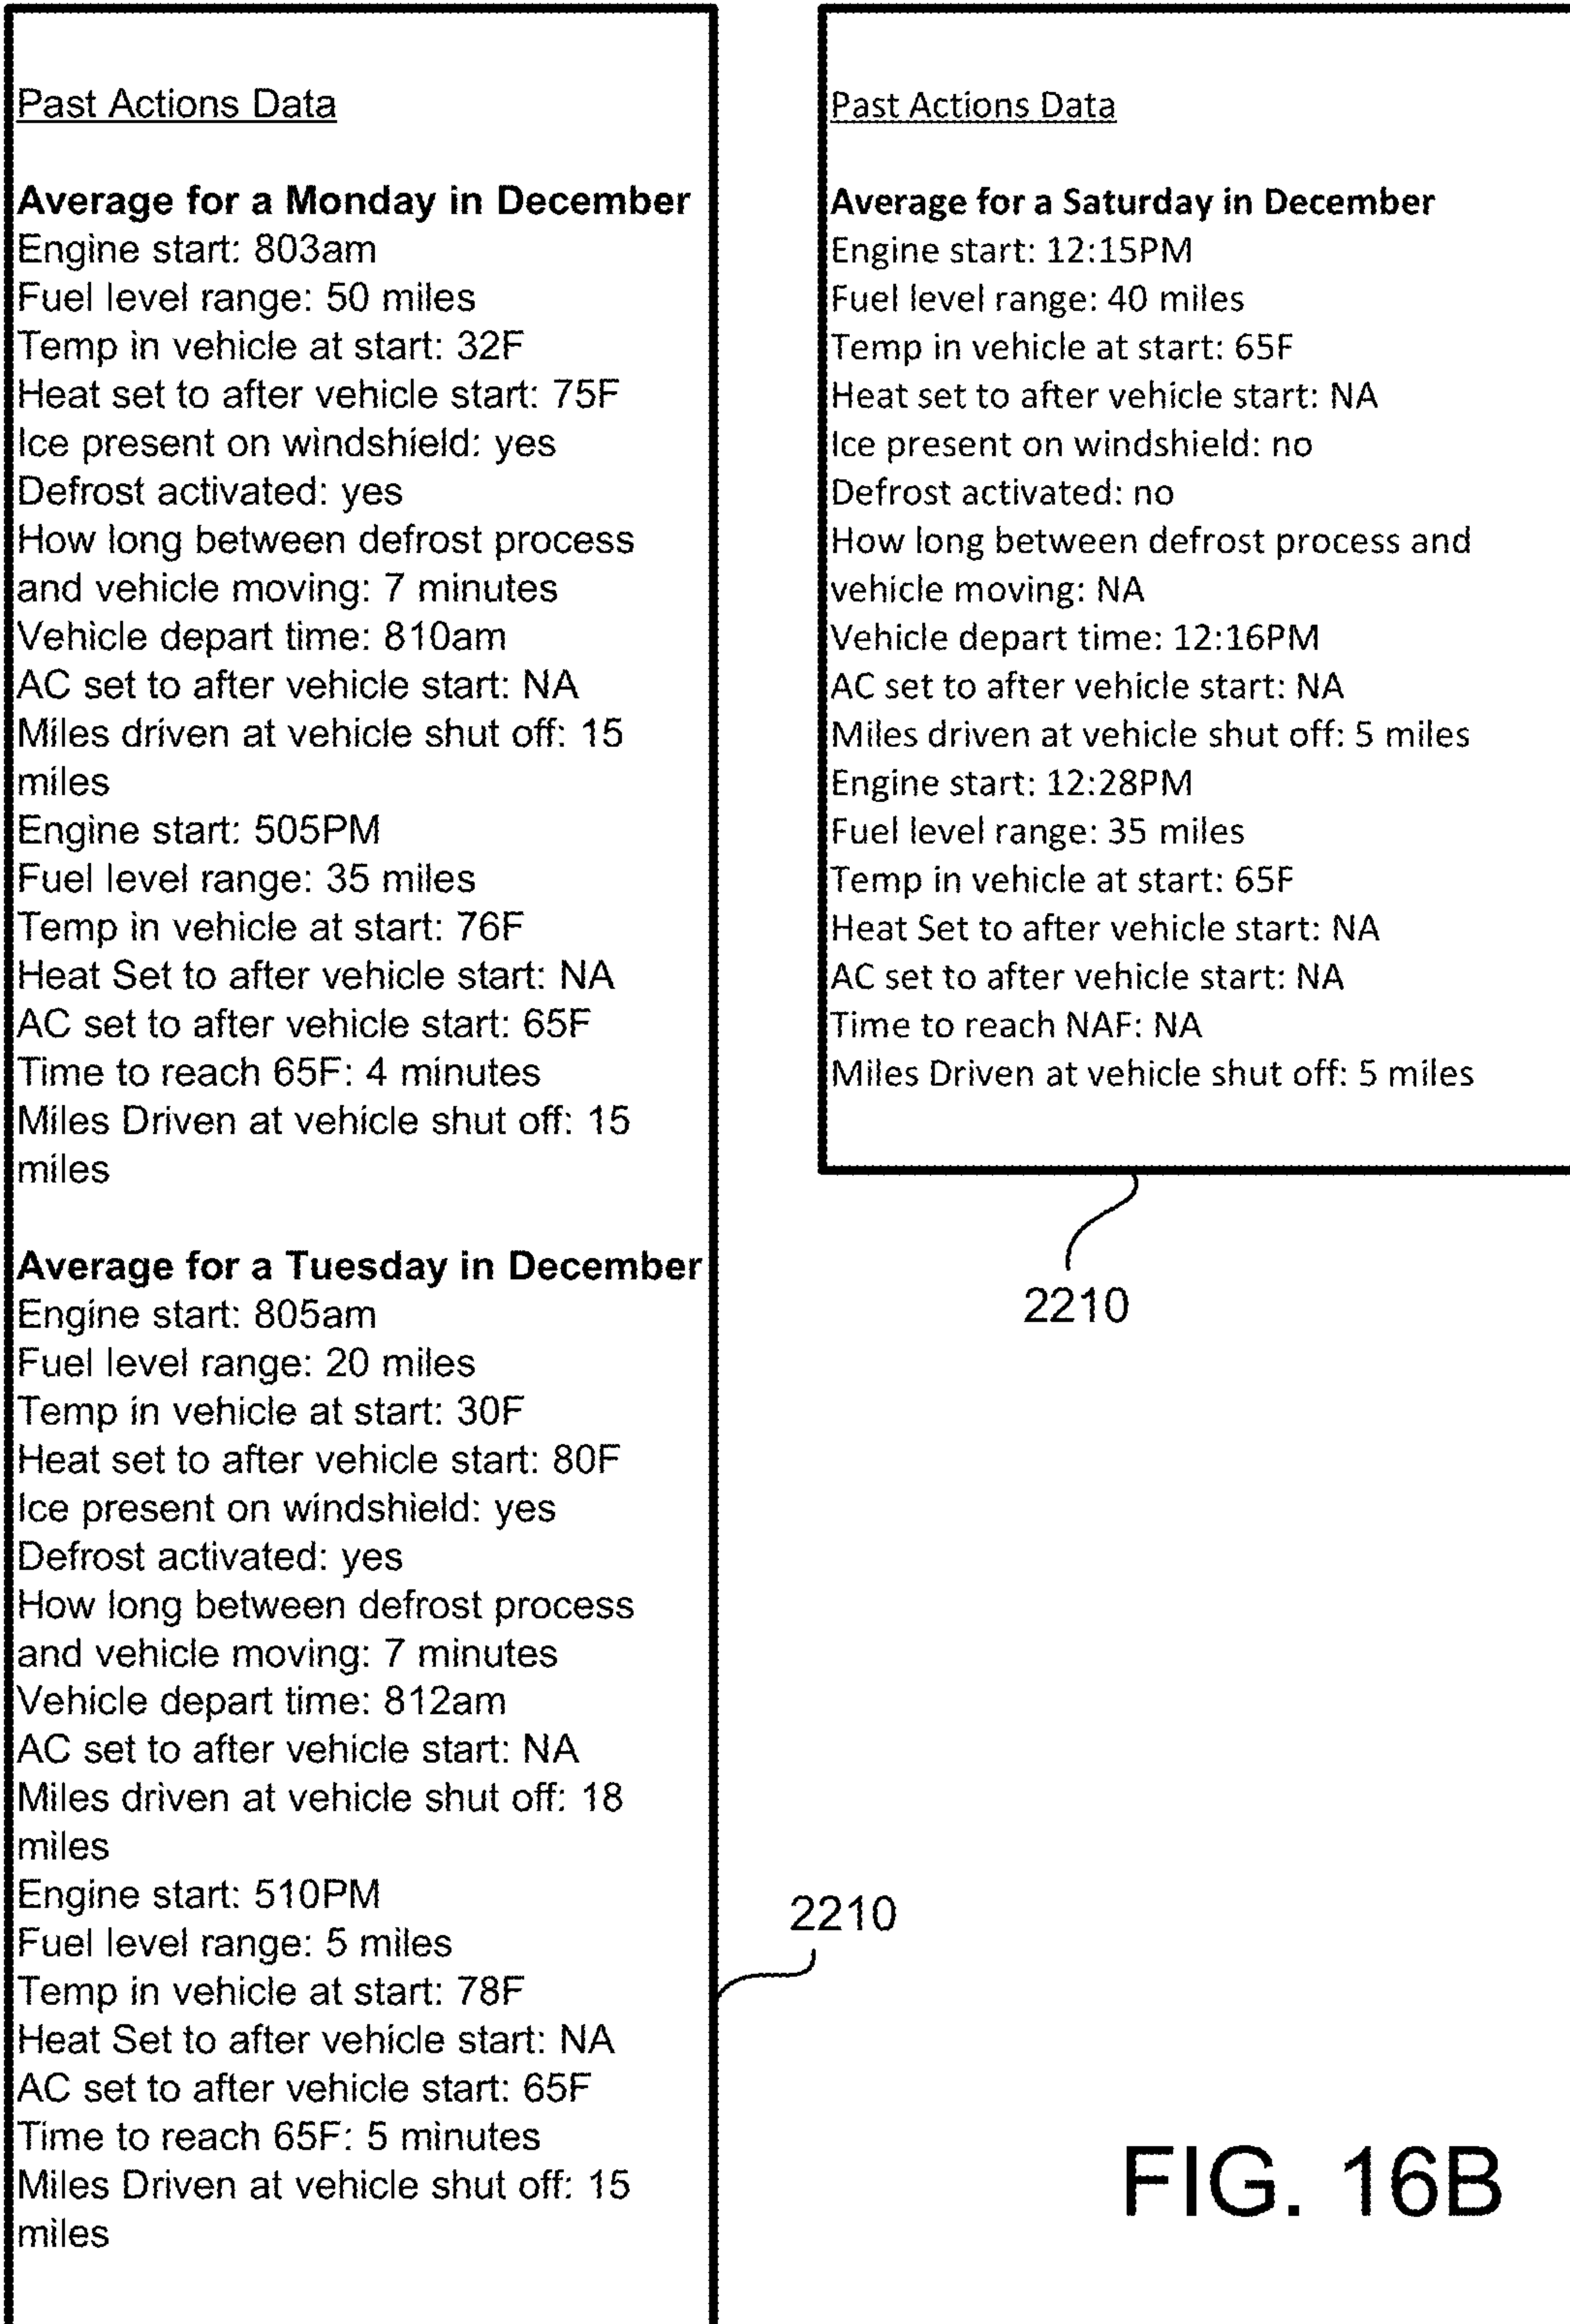 Past Actions Data
Average for a Monday in December
Engine start: 803am
Fuel level range: 50 miles
Temp in vehicle at start: 32F
Heat set to after vehicle start: 75F
Ice present on windshield: yes
Defrost activated: yes
How long between defrost process
and vehicle moving: 7 minutes
Vehicle depart time: 810am
AC set to after vehicle start: NA
Miles driven at vehicle shut off: 15
miles
Engine start: 505PM
Fuel level range: 35 miles
Temp in vehicle at start: 76F
Heat Set to after vehicle start: NA
AC set to after vehicle start: 65F
Time to reach 65F: 4 minutes
Miles Driven at vehicle shut off: 15
miles
Average for a Tuesday in December
Engine start: 805am
Fuel level range: 20 miles
Temp in vehicle at start: 30F
Heat set to after vehicle start: 80F
Ice present on windshield: yes
Defrost activated: yes
How long between defrost process
and vehicle moving: 7 minutes
Vehicle depart time: 812am
AC set to after vehicle start: NA
Miles driven at vehicle shut off: 18
miles
Engine start: 510PM
Fuel level range: 5 miles
Temp in vehicle at start: 78F
Heat Set to after vehicle start: NA
AC set to after vehicle start: 65F
Time to reach 65F: 5 minutes
Miles Driven at vehicle shut off: 15
miles
2210
Past Actions Data
Average for a Saturday in December
Engine start: 12:15PM
Fuel level range: 40 miles
Temp in vehicle at start: 65F
Heat set to after vehicle start: NA
Ice present on windshield: no
Defrost activated: no
How long between defrost process and
vehicle moving: NA
Vehicle depart time: 12:16PM
AC set to after vehicle start: NA
Miles driven at vehicle shut off: 5 miles
Engine start: 12:28PM
Fuel level range: 35 miles
Temp in vehicle at start: 65F
Heat Set to after vehicle start: NA
AC set to after vehicle start: NA
Time to reach NAF: NA
Miles Driven at vehicle shut off: 5 miles
2210
FIG. 16B